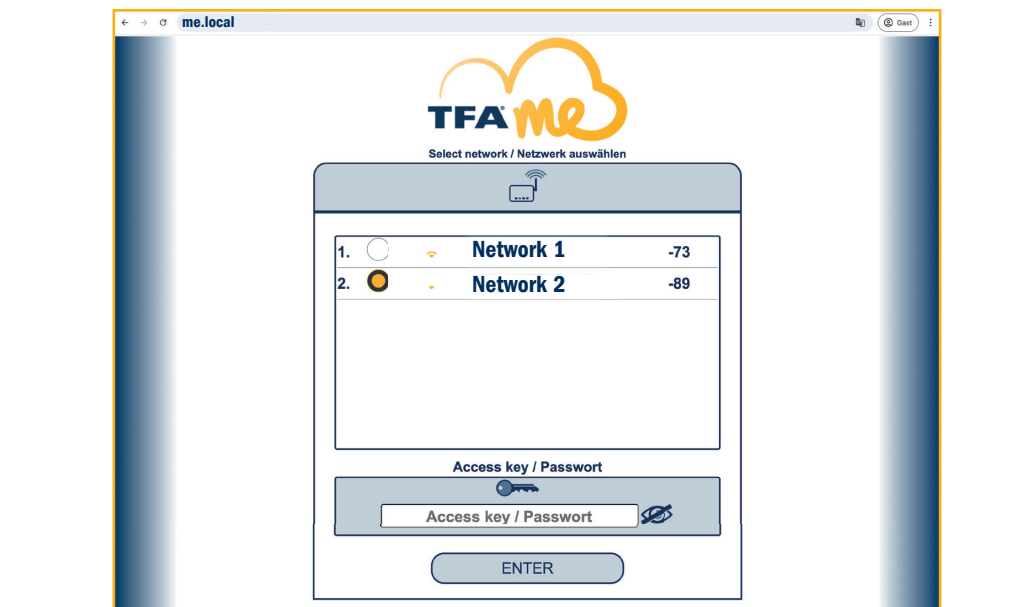 me.local
Gast
TFA me
Select network / Netzwerk auswählen
1. Network 1 -73
2. Network 2 -89
Access key / Passwort
Access key / Passwort
ENTER